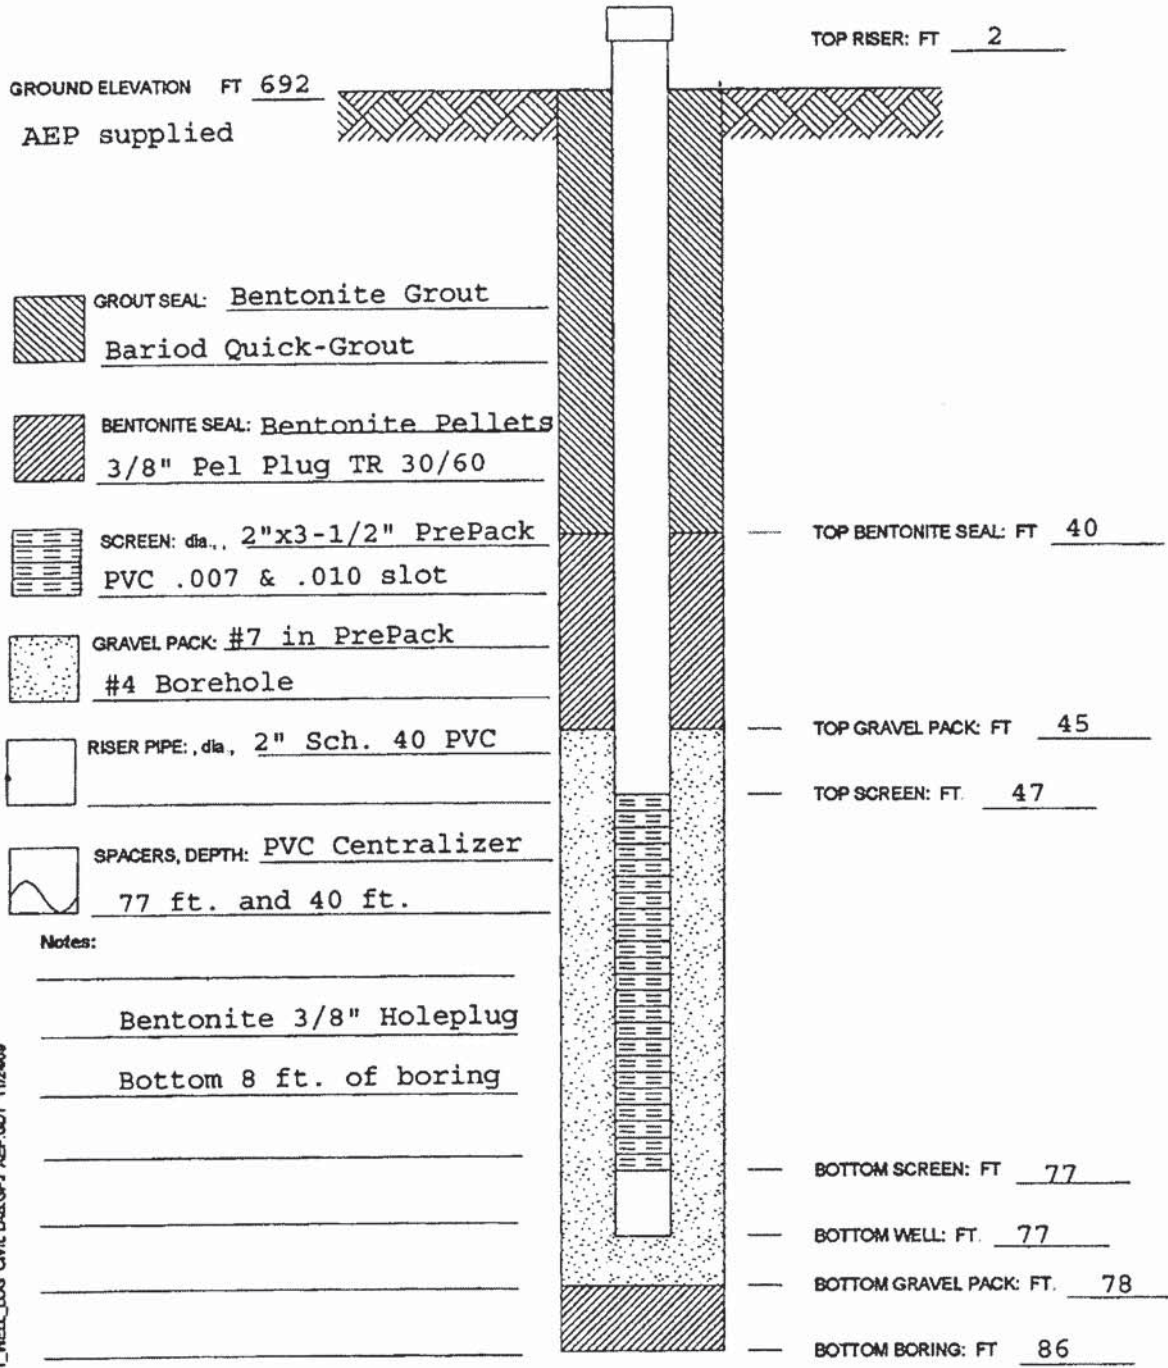 TOP RISER: FT 2
GROUND ELEVATION FT 692
AEP supplied
GROUT SEAL: Bentonite Grout
Bariod Quick-Grout
BENTONITE SEAL: Bentonite Pellets
3/8" Pel Plug TR 30/60
SCREEN: dia., 2"x3-1/2" PrePack
PVC .007 & .010 slot
TOP BENTONITE SEAL: FT 40
GRAVEL PACK: #7 in PrePack
#4 Borehole
RISER PIPE: , dia, 2" Sch. 40 PVC
TOP GRAVEL PACK: FT 45
TOP SCREEN: FT. 47
SPACERS, DEPTH: PVC Centralizer
77 ft. and 40 ft.
Notes:
Bentonite 3/8" Holeplug
Bottom 8 ft. of boring
BOTTOM SCREEN: FT 77
BOTTOM WELL: FT. 77
BOTTOM GRAVEL PACK: FT. 78
BOTTOM BORING: FT 86